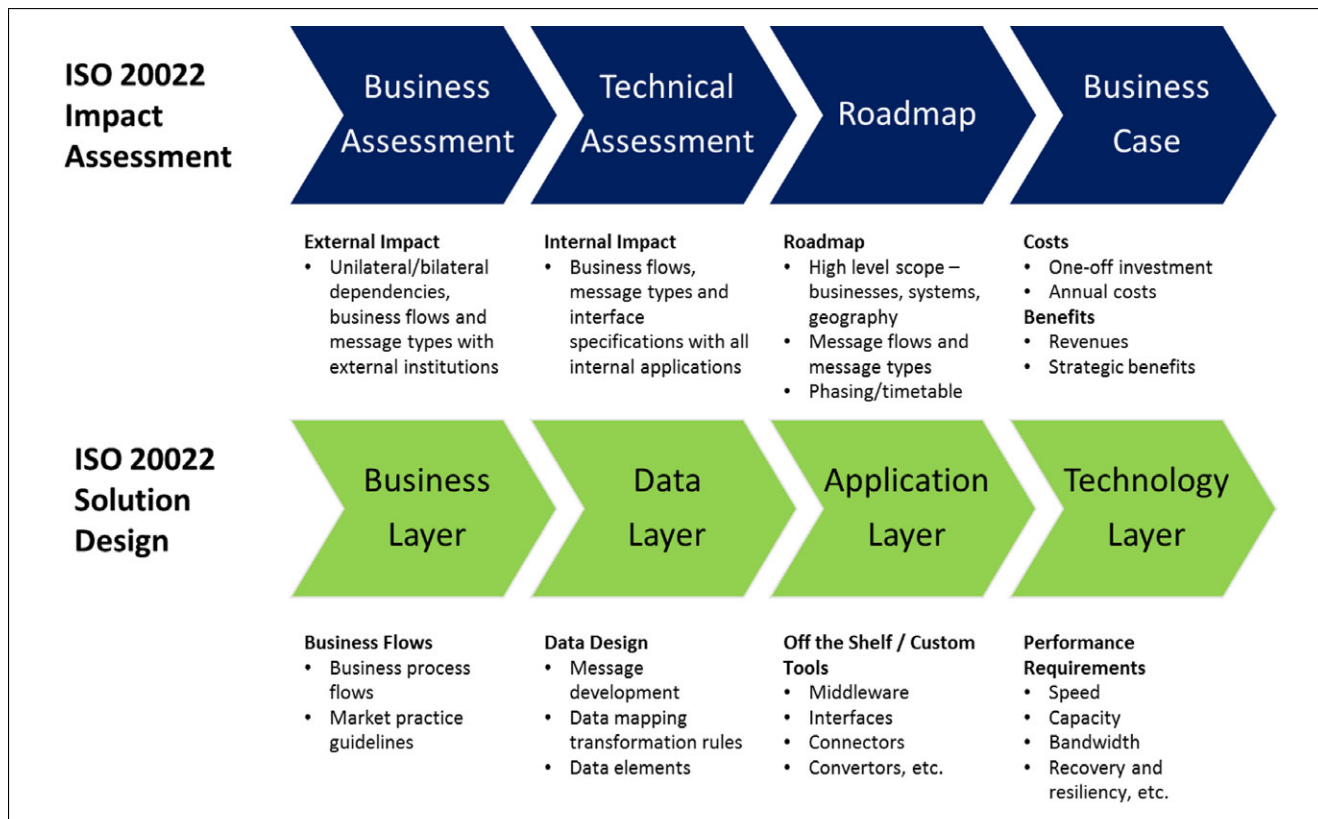 ISO 20022
Impact
Assessment
Business
Assessment
Technical
Assessment
Roadmap
Business
Case
External Impact
• Unilateral/bilateral
dependencies,
business flows and
message types with
external institutions
Internal Impact
• Business flows,
message types and
interface
specifications with all
internal applications
Roadmap
• High level scope –
businesses, systems,
geography
• Message flows and
message types
• Phasing/timetable
Costs
• One-off investment
• Annual costs
Benefits
• Revenues
• Strategic benefits
ISO 20022
Solution
Design
Business
Layer
Data
Layer
Application
Layer
Technology
Layer
Business Flows
• Business process
flows
• Market practice
guidelines
Data Design
• Message
development
• Data mapping
transformation rules
• Data elements
Off the Shelf / Custom
Tools
• Middleware
• Interfaces
• Connectors
• Convertors, etc.
Performance
Requirements
• Speed
• Capacity
• Bandwidth
• Recovery and
resiliency, etc.